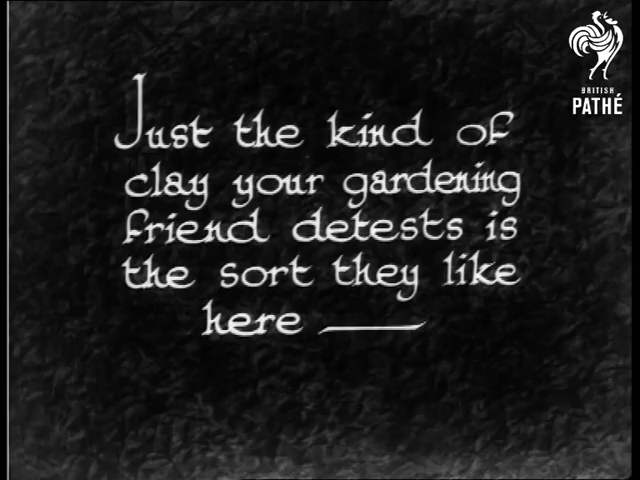 BRITISH
PATHÉ
Just the kind of
clay your gardening
friend detests is
the sort they like
here —